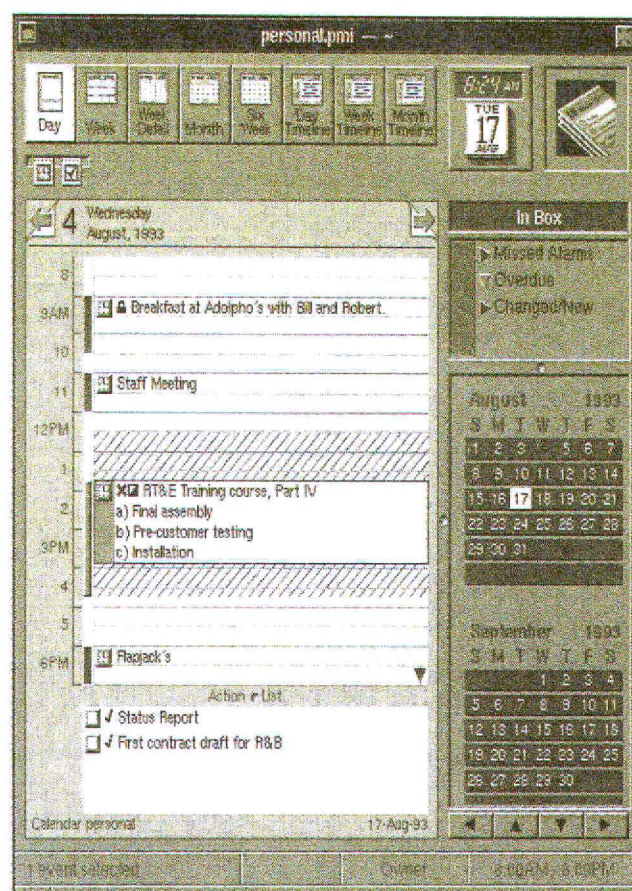 personal.pmi — ~
Day
Week
Week Detail
Month
Six Week
Day Timeline
Week Timeline
Month Timeline
8:24 AM
TUE
17
AUG
4 Wednesday
August, 1993
In Box
Missed Alarms
Overdue
Changed/New
8
9AM Breakfast at Adolpho's with Bill and Robert.
10
11 Staff Meeting
12PM
1
RT&E Training course, Part IV
2 a) Final assembly
b) Pre-customer testing
3PM c) Installation
4
5
6PM Flapjack's
Action List
Status Report
First contract draft for R&B
Calendar personal 17-Aug-93
August 1993
S M T W T F S
1 2 3 5 6 7
8 9 10 11 12 13 14
15 16 17 18 19 20 21
22 23 24 25 26 27 28
29 30 31
September 1993
S M T W T F S
1 2 3 4
5 6 7 8 9 10 11
12 13 14 15 16 17 18
19 20 21 22 23 24 25
26 27 28 29 30
1 event selected Owner